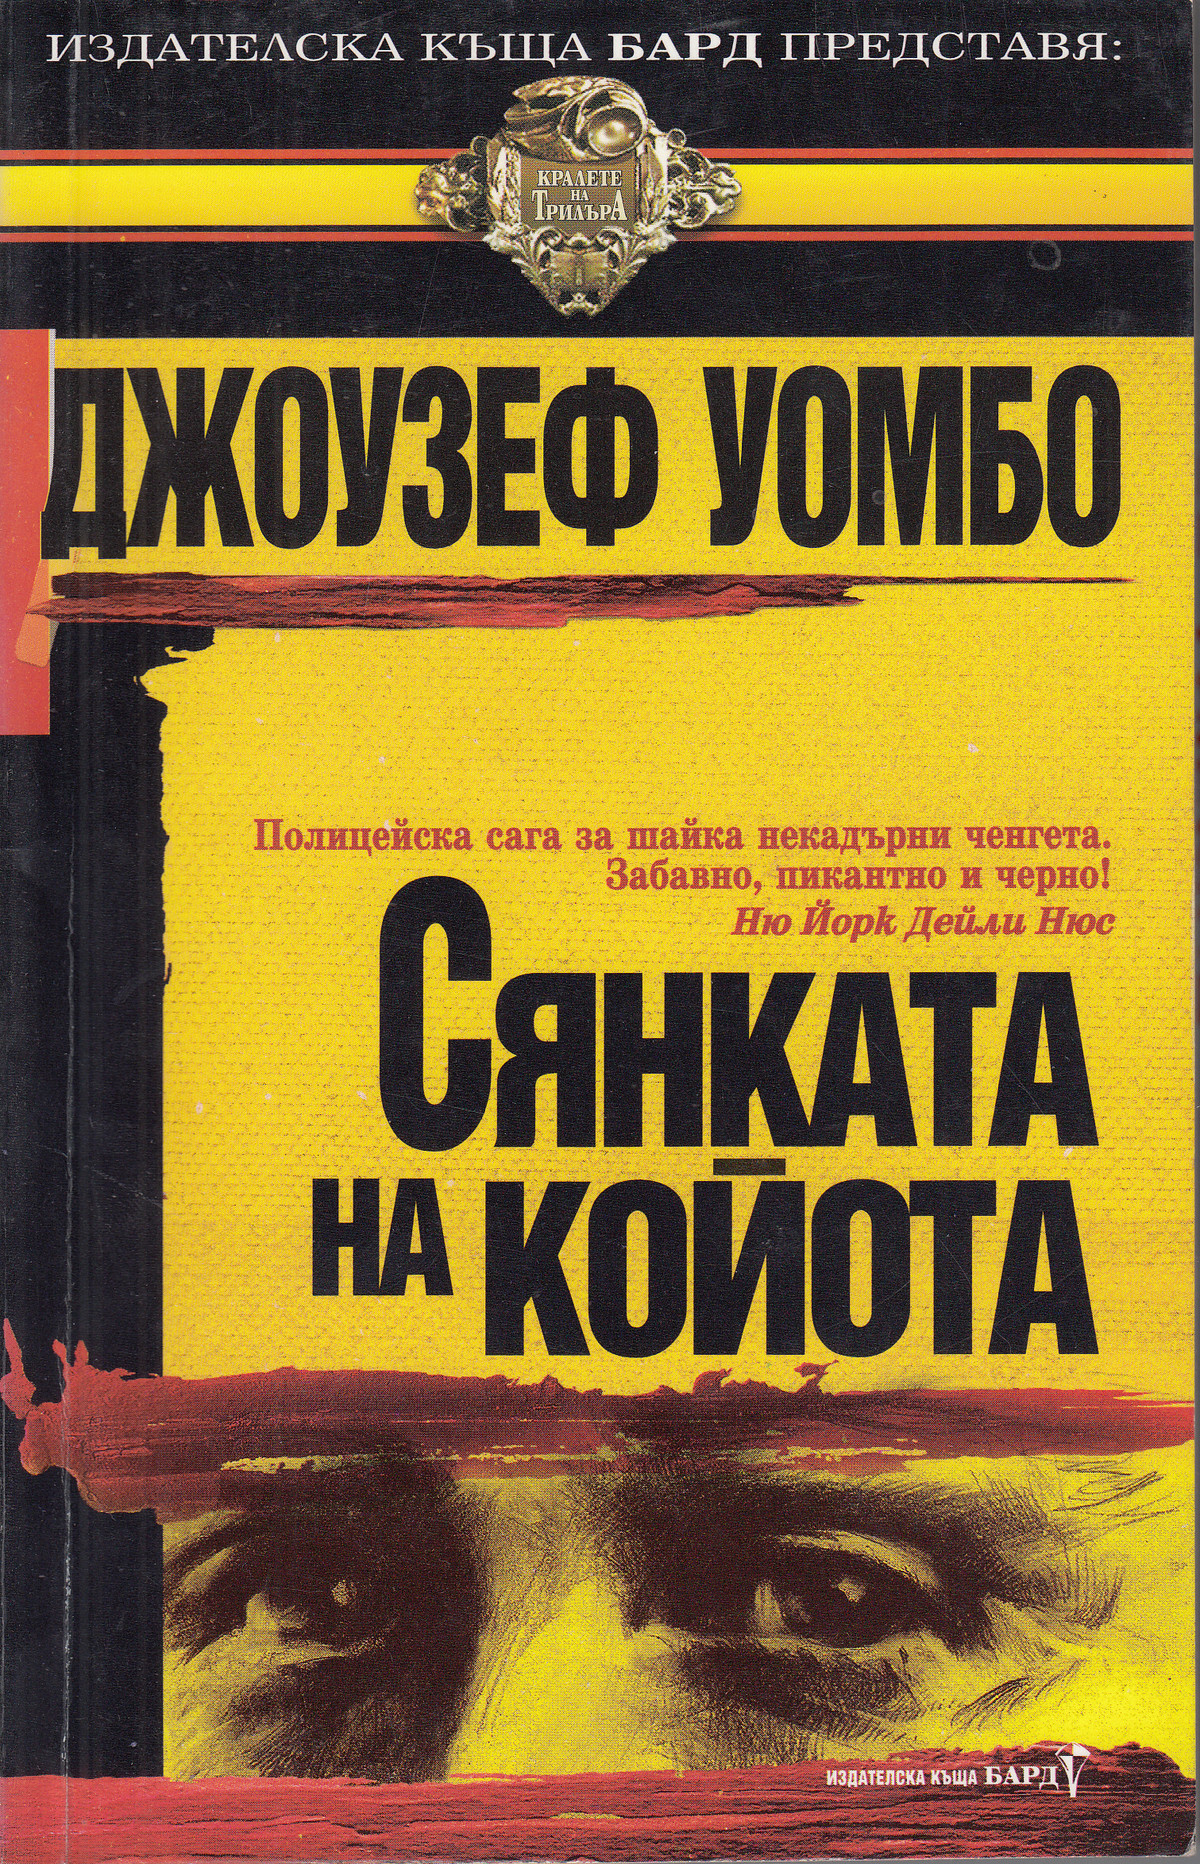 ИЗДАТЕЛСКА КЪЩА БАРД ПРЕДСТАВЯ:
КРАЛЕТЕ
НА
ТРИЛЪРА
ДЖОУЗЕФ УОМБО
Полицейска сага за шайка некадърни ченгета.
Забавно, пикантно и черно!
Ню Йорк Дейли Нюс
СЯНКАТА
НА КОЙОТА
ИЗДАТЕЛСКА КЪЩА БАРД